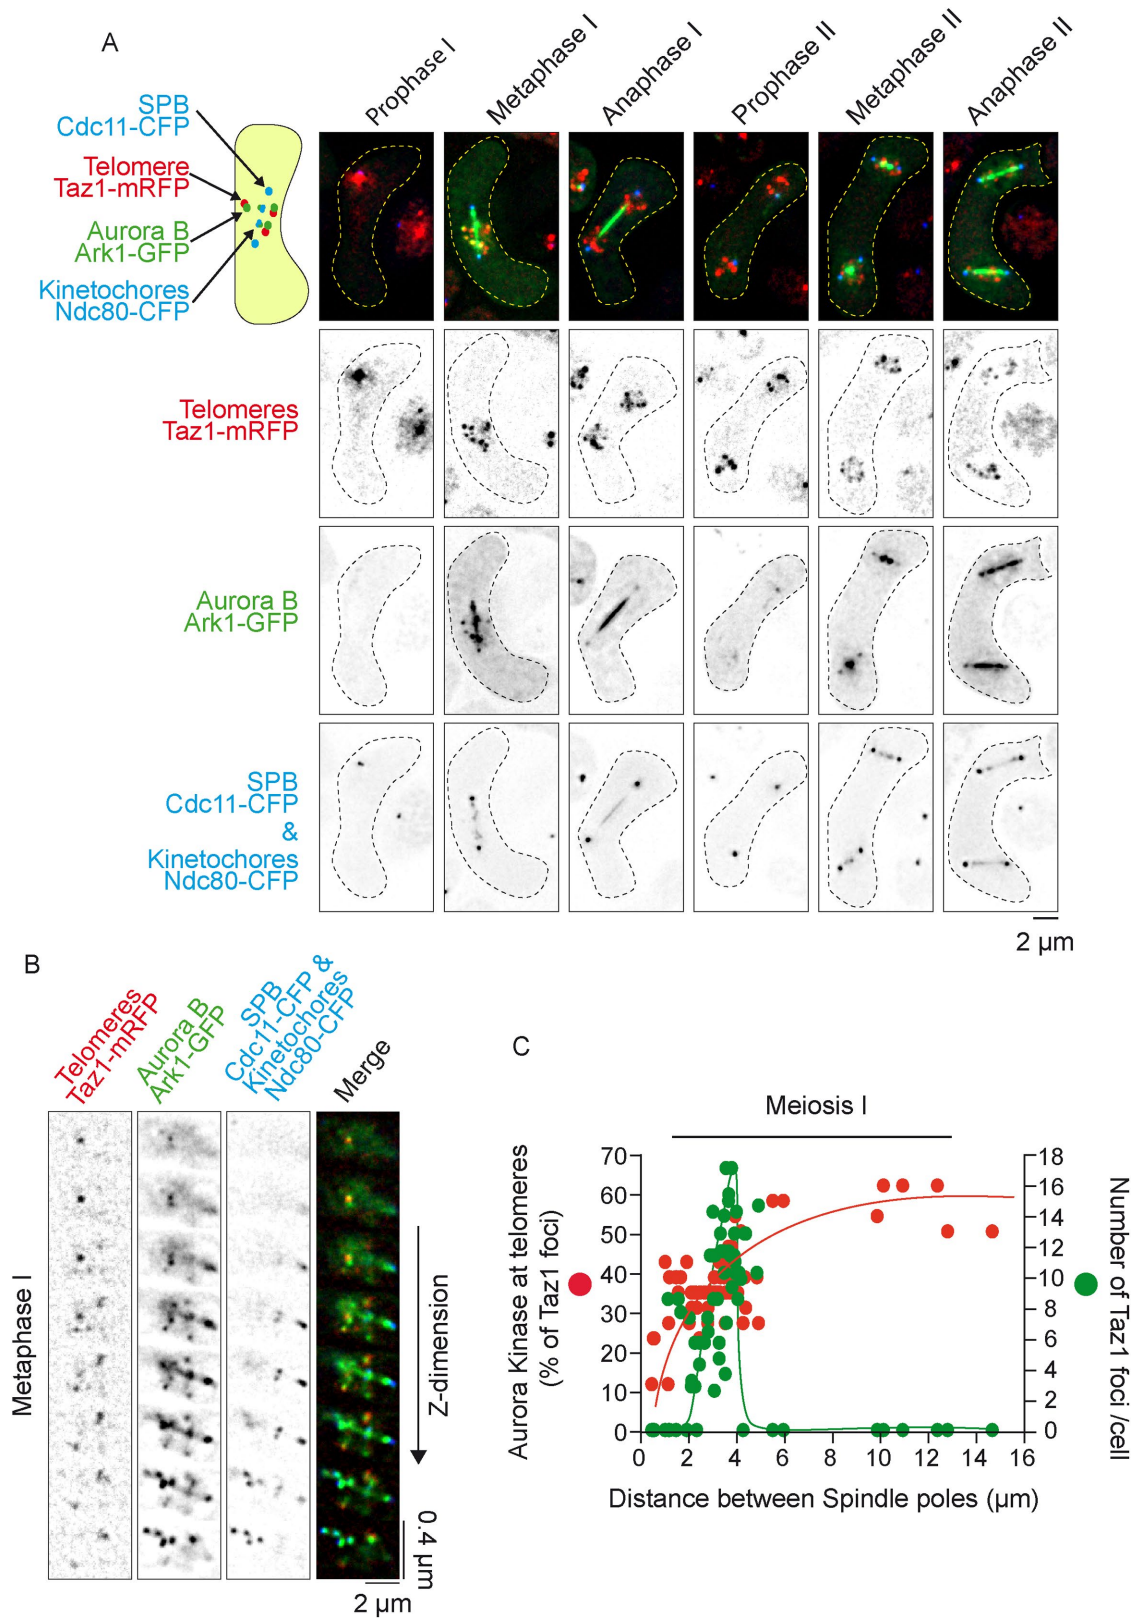 A
Prophase I
Metaphase I
Anaphase I
Prophase II
Metaphase II
Anaphase II
SPB
Cdc11-CFP
Telomere
Taz1-mRFP
Aurora B
Ark1-GFP
Kinetochores
Ndc80-CFP
Telomeres
Taz1-mRFP
Aurora B
Ark1-GFP
SPB
Cdc11-CFP
&
Kinetochores
Ndc80-CFP
2 µm
B
Telomeres
Taz1-mRFP
Aurora B
Ark1-GFP
SPB
Cdc11-CFP &
Kinetochores
Ndc80-CFP
Merge
Metaphase I
Z-dimension
0.4 µm
2 µm
C
Meiosis I
Aurora Kinase at telomeres
(% of Taz1 foci)
70
60
50
40
30
20
10
0
18
16
14
12
10
8
6
4
2
0
Number of Taz1 foci /cell
0 2 4 6 8 10 12 14 16
Distance between Spindle poles (µm)